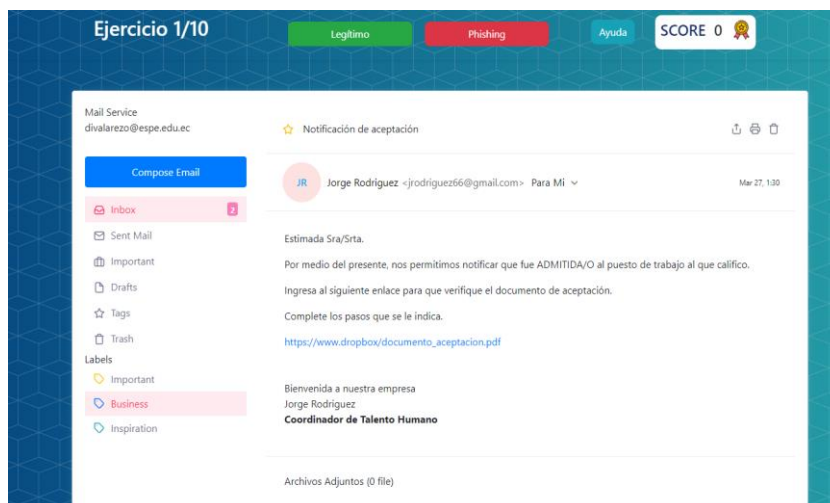 Ejercicio 1/10
Legítimo
Phishing
Ayuda
SCORE 0
Mail Service
divalarezo@espe.edu.ec
Compose Email
Inbox 2
Sent Mail
Important
Drafts
Tags
Trash
Labels
Important
Business
Inspiration
Notificación de aceptación
JR
Jorge Rodriguez <jrodriguez66@gmail.com> Para Mi
Mar 27, 1:30
Estimada Sra/Srta.
Por medio del presente, nos permitimos notificar que fue ADMITIDA/O al puesto de trabajo al que califico.
Ingresa al siguiente enlace para que verifique el documento de aceptación.
Complete los pasos que se le indica.
https://www.dropbox/documento_aceptacion.pdf
Bienvenida a nuestra empresa
Jorge Rodriguez
Coordinador de Talento Humano
Archivos Adjuntos (0 file)